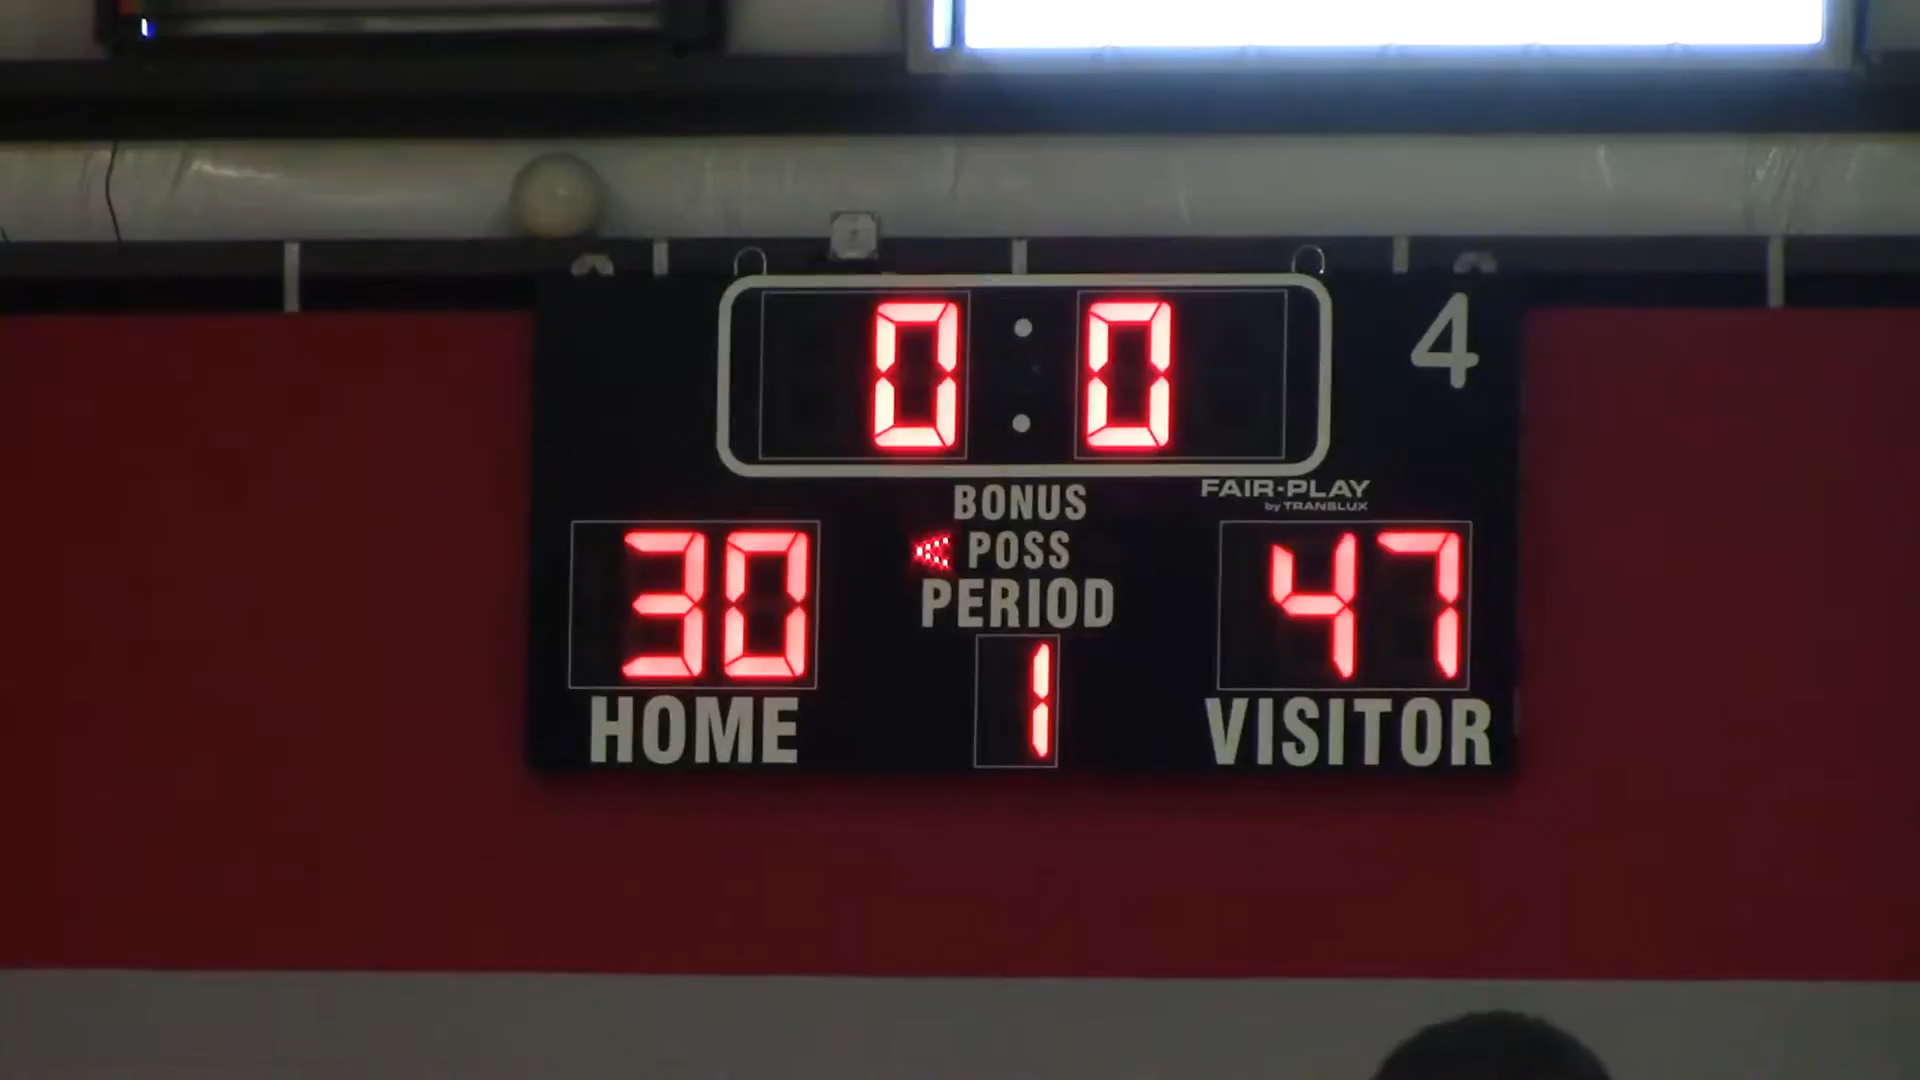 0:0 4
BONUS
FAIR-PLAY
by TRANSLUX
30 POSS 47
PERIOD
1
HOME VISITOR